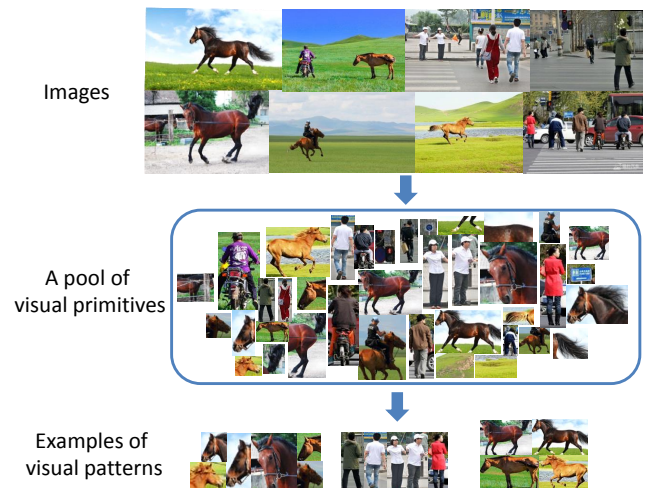 Images
A pool of
visual primitives
Examples of
visual patterns